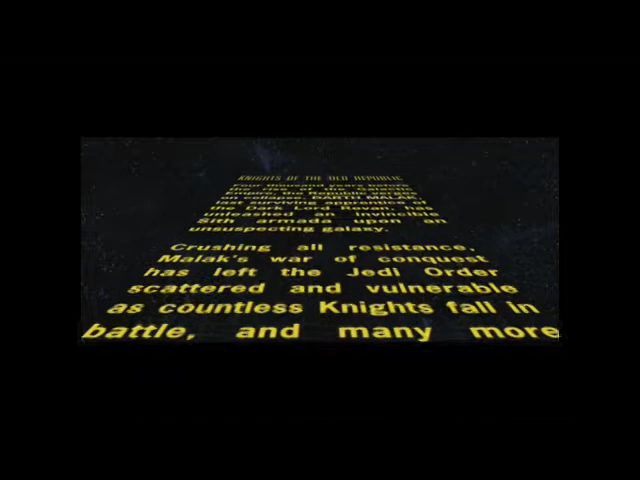 KNIGHTS OF THE OLD REPUBLIC
Four thousand years before
the rise of the Galactic
Empire, the Republic verges
on collapse. DARTH MALAK,
last surviving apprentice of
the Dark Lord Revan, has
unleashed an invincible
Sith armada upon an
unsuspecting galaxy.
Crushing all resistance,
Malak's war of conquest
has left the Jedi Order
scattered and vulnerable
as countless Knights fall in
battle, and many more